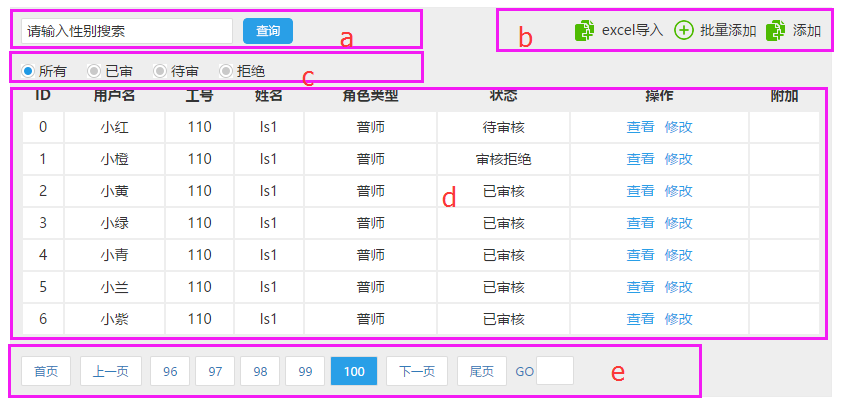 请输入性别搜索 查询 a b excel导入 批量添加 添加
所有 已审 待审 拒绝 c
ID 用户名 工号 姓名 角色类型 状态 操作 附加
0 小红 110 ls1 普师 待审核 查看 修改
1 小橙 110 ls1 普师 审核拒绝 查看 修改
2 小黄 110 ls1 普师 d 已审核 查看 修改
3 小绿 110 ls1 普师 已审核 查看 修改
4 小青 110 ls1 普师 已审核 查看 修改
5 小兰 110 ls1 普师 已审核 查看 修改
6 小紫 110 ls1 普师 已审核 查看 修改
首页 上一页 96 97 98 99 100 下一页 尾页 GO e